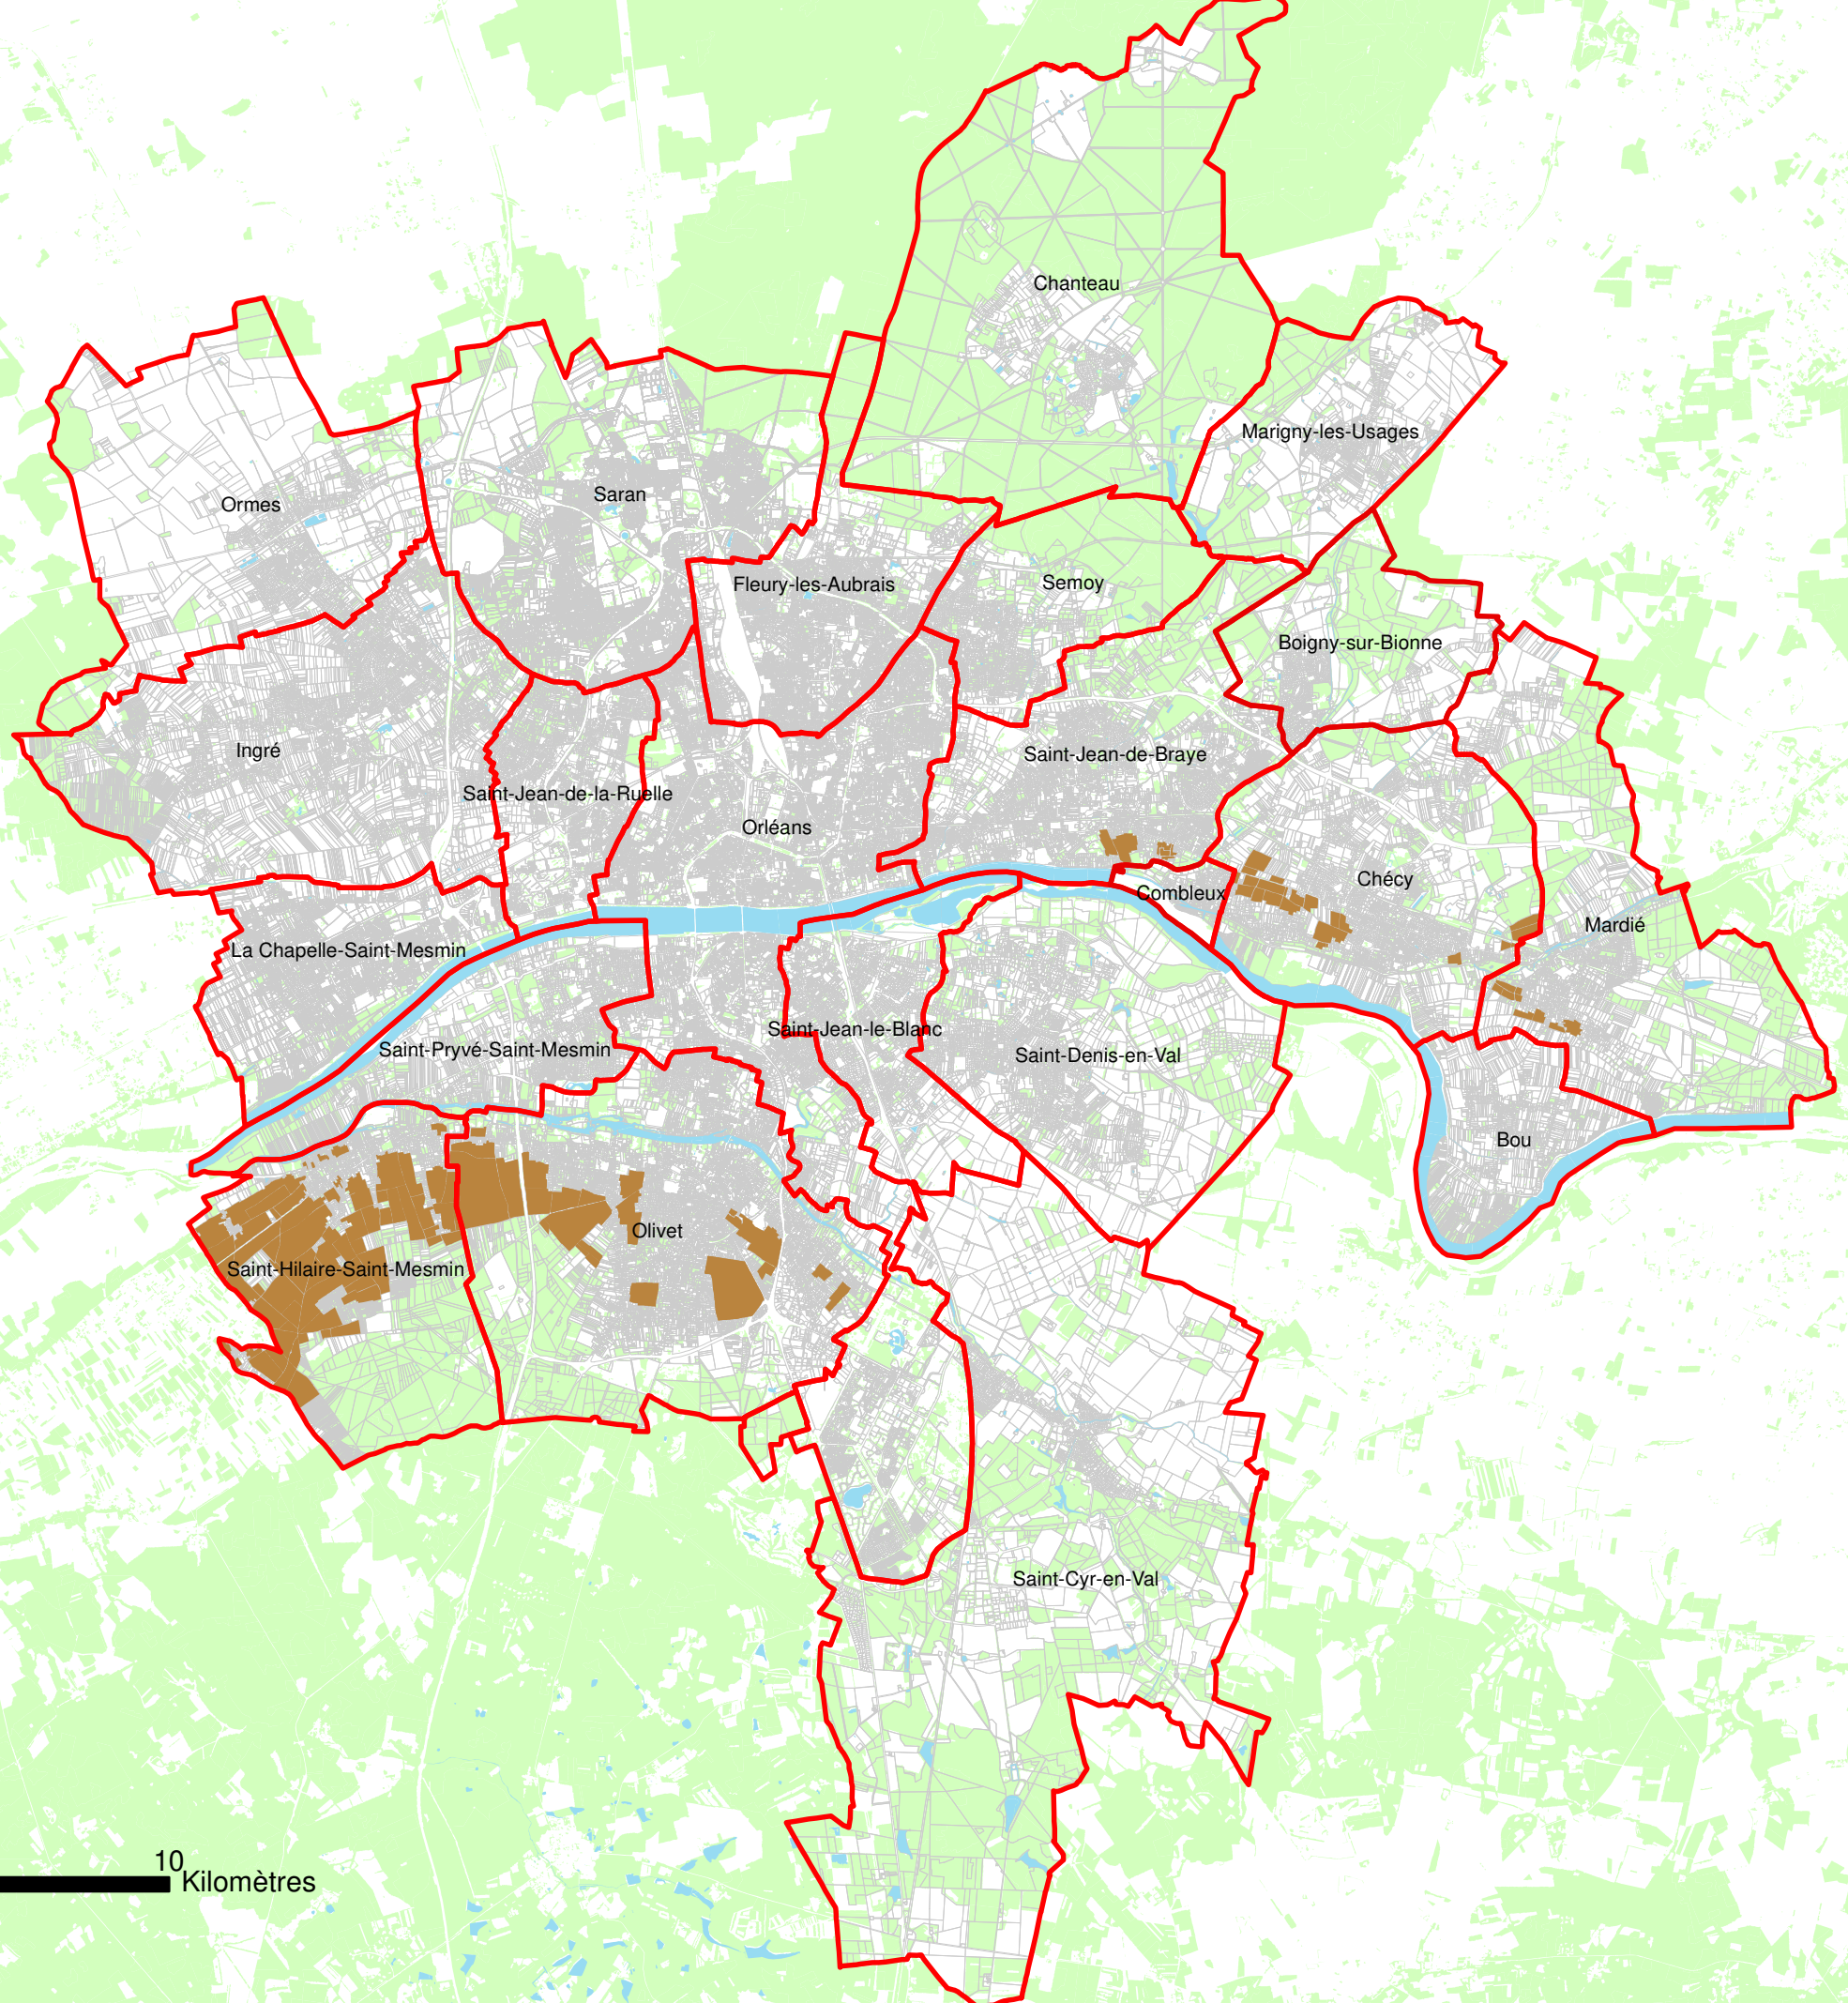 Chanteau
Marigny-les-Usages
Ormes
Saran
Fleury-les-Aubrais
Semoy
Boigny-sur-Bionne
Ingré
Saint-Jean-de-Braye
Saint-Jean-de-la-Ruelle
Orléans
Chécy
Combleux
Mardié
La Chapelle-Saint-Mesmin
Saint-Jean-le-Blanc
Saint-Pryvé-Saint-Mesmin
Saint-Denis-en-Val
Bou
Olivet
Saint-Hilaire-Saint-Mesmin
Saint-Cyr-en-Val
10
Kilomètres